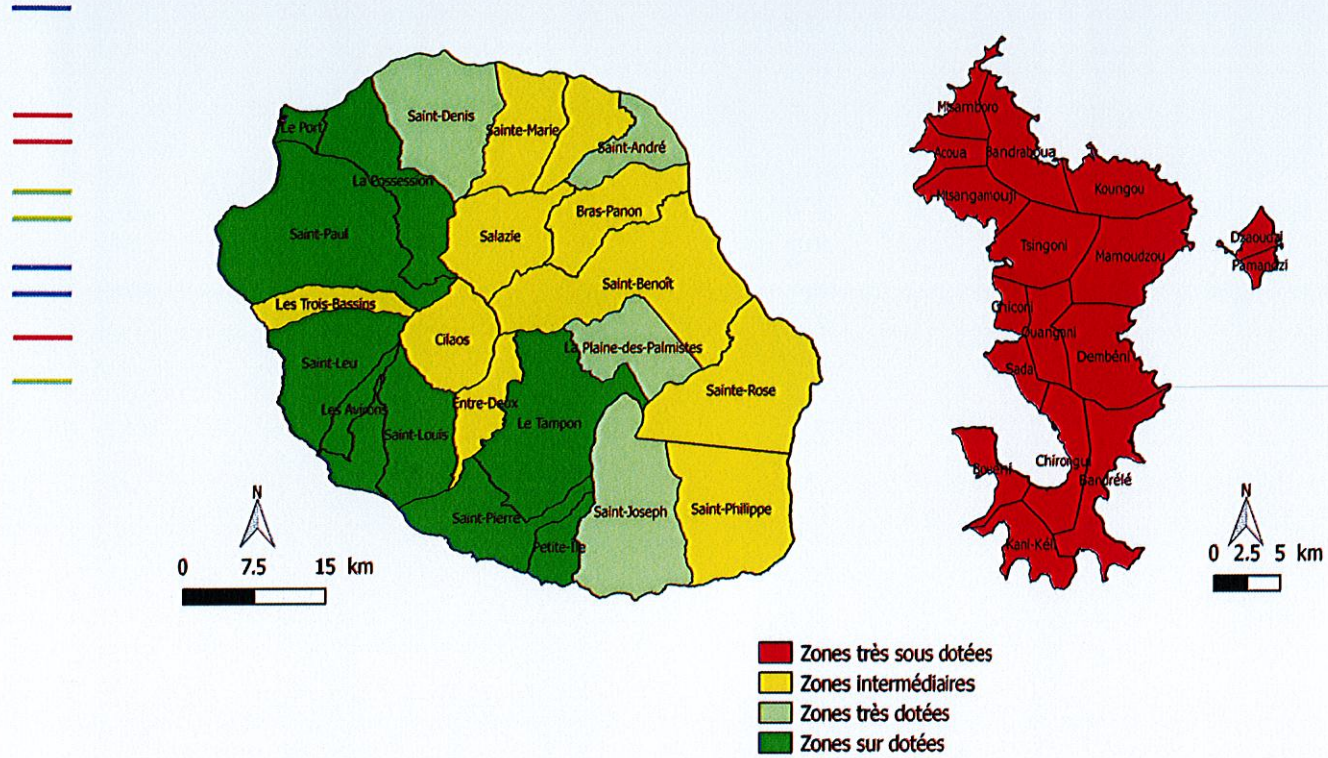 Le Port
Saint-Denis
Sainte-Marie
Saint-André
La Possession
Bras-Panon
Saint-Paul
Salazie
Saint-Benoît
Les Trois-Bassins
Cilaos
La Plaine-des-Palmistes
Saint-Leu
Sainte-Rose
Les Avirons
Entre-Deux
Le Tampon
Saint-Louis
Saint-Pierre
Saint-Joseph
Saint-Philippe
Petite-Île
N
0 7.5 15 km
Mtsamboro
Acoua
Bandraboua
Mtsangamouji
Koungou
Tsingoni
Mamoudzou
Dzaoudzi
Pamandzi
Chiconi
Ouangani
Sada
Dembéni
Chirongui
Bouéni
Bandrélé
Kani-Kéli
N
0 2.5 5 km
Zones très sous dotées
Zones intermédiaires
Zones très dotées
Zones sur dotées